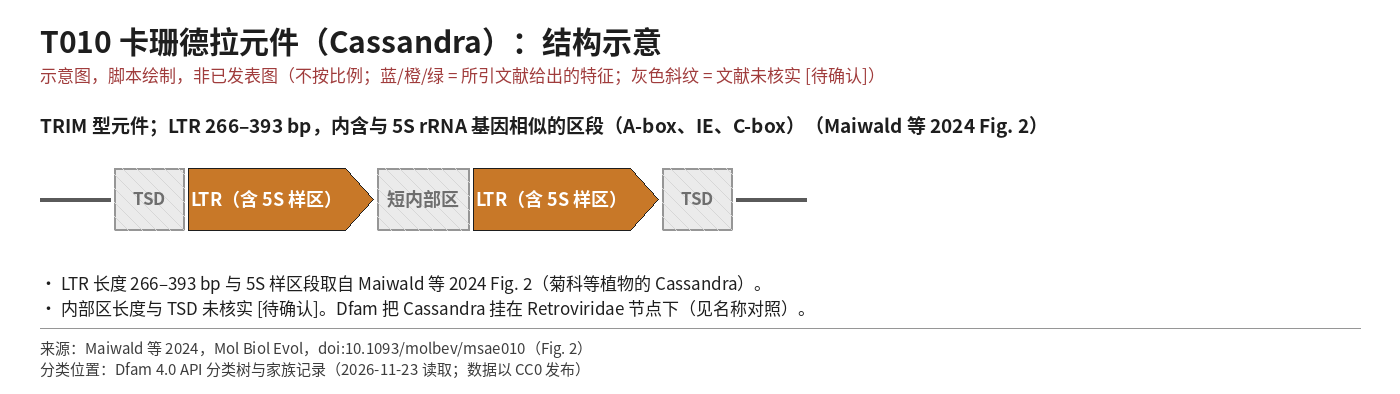 T010 卡珊德拉元件（Cassandra）：结构示意
示意图，脚本绘制，非已发表图（不按比例；蓝/橙/绿 = 所引文献给出的特征；灰色斜纹 = 文献未核实 [待确认]）
TRIM 型元件；LTR 266–393 bp，内含与 5S rRNA 基因相似的区段（A-box、IE、C-box）（Maiwald 等 2024 Fig. 2）
TSD LTR（含 5S 样区） 短内部区 LTR（含 5S 样区） TSD
・ LTR 长度 266–393 bp 与 5S 样区段取自 Maiwald 等 2024 Fig. 2（菊科等植物的 Cassandra）。
・ 内部区长度与 TSD 未核实 [待确认]。Dfam 把 Cassandra 挂在 Retroviridae 节点下（见名称对照）。
来源：Maiwald 等 2024，Mol Biol Evol，doi:10.1093/molbev/msae010（Fig. 2）
分类位置：Dfam 4.0 API 分类树与家族记录（2026-11-23 读取；数据以 CC0 发布）